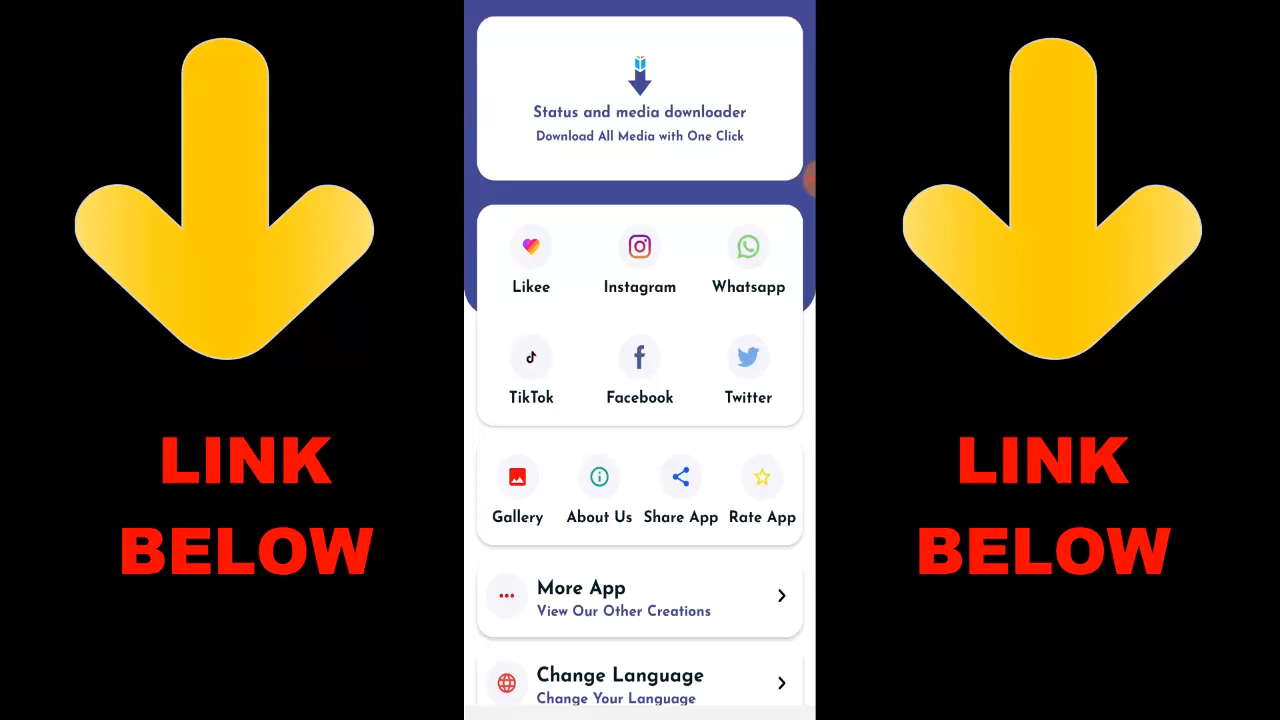 Status and media downloader
Download All Media with One Click
Likee Instagram Whatsapp
TikTok Facebook Twitter
LINK
BELOW
LINK
BELOW
Gallery About Us Share App Rate App
More App
View Our Other Creations
Change Language
Change Your Language